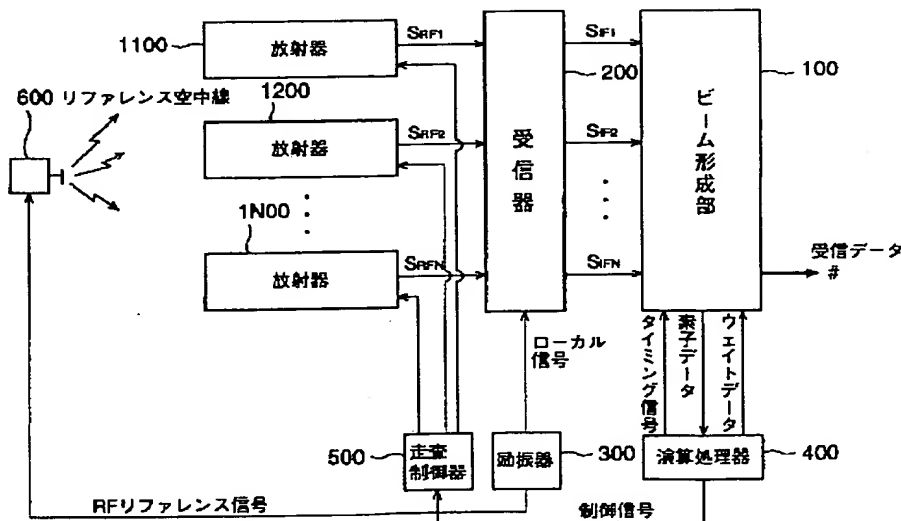 1100
放射器
SRF1
SIF1
200
100
600 リファレンス空中線
1200
放射器
SRF2
SIF2
受信器
ビーム形成部
1N00
放射器
SRFN
SIFN
受信データ
#
ローカル
信号
タイミング信号
素子データ
ウェイトデータ
500
走査
制御器
励振器
300
演算処理器
400
RFリファレンス信号
制御信号